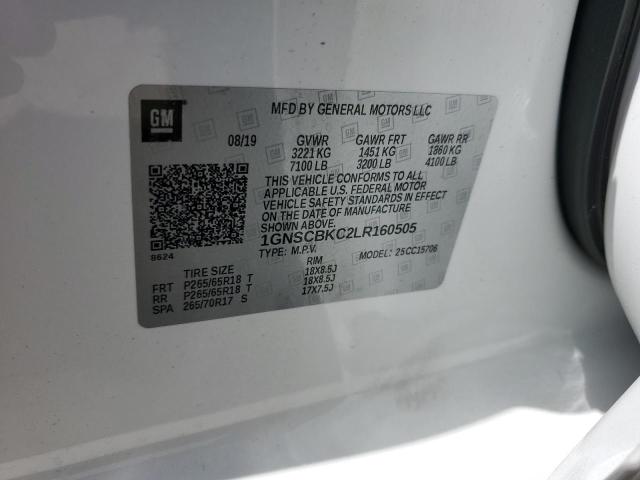 GM
MFD BY GENERAL MOTORS LLC
08/19 GVWR GAWR FRT GAWR RR
3221 KG 1451 KG 1860 KG
7100 LB 3200 LB 4100 LB
THIS VEHICLE CONFORMS TO ALL
APPLICABLE U.S. FEDERAL MOTOR
VEHICLE SAFETY STANDARDS IN EFFECT
ON THE DATE OF MANUFACTURE SHOWN ABOVE.
1GNSCBKC2LR160505
TYPE: M.P.V. MODEL: 25CC15706
8624
TIRE SIZE RIM
FRT P265/65R18 T 18X8.5J
RR P265/65R18 T 18X8.5J
SPA 265/70R17 S 17X7.5J